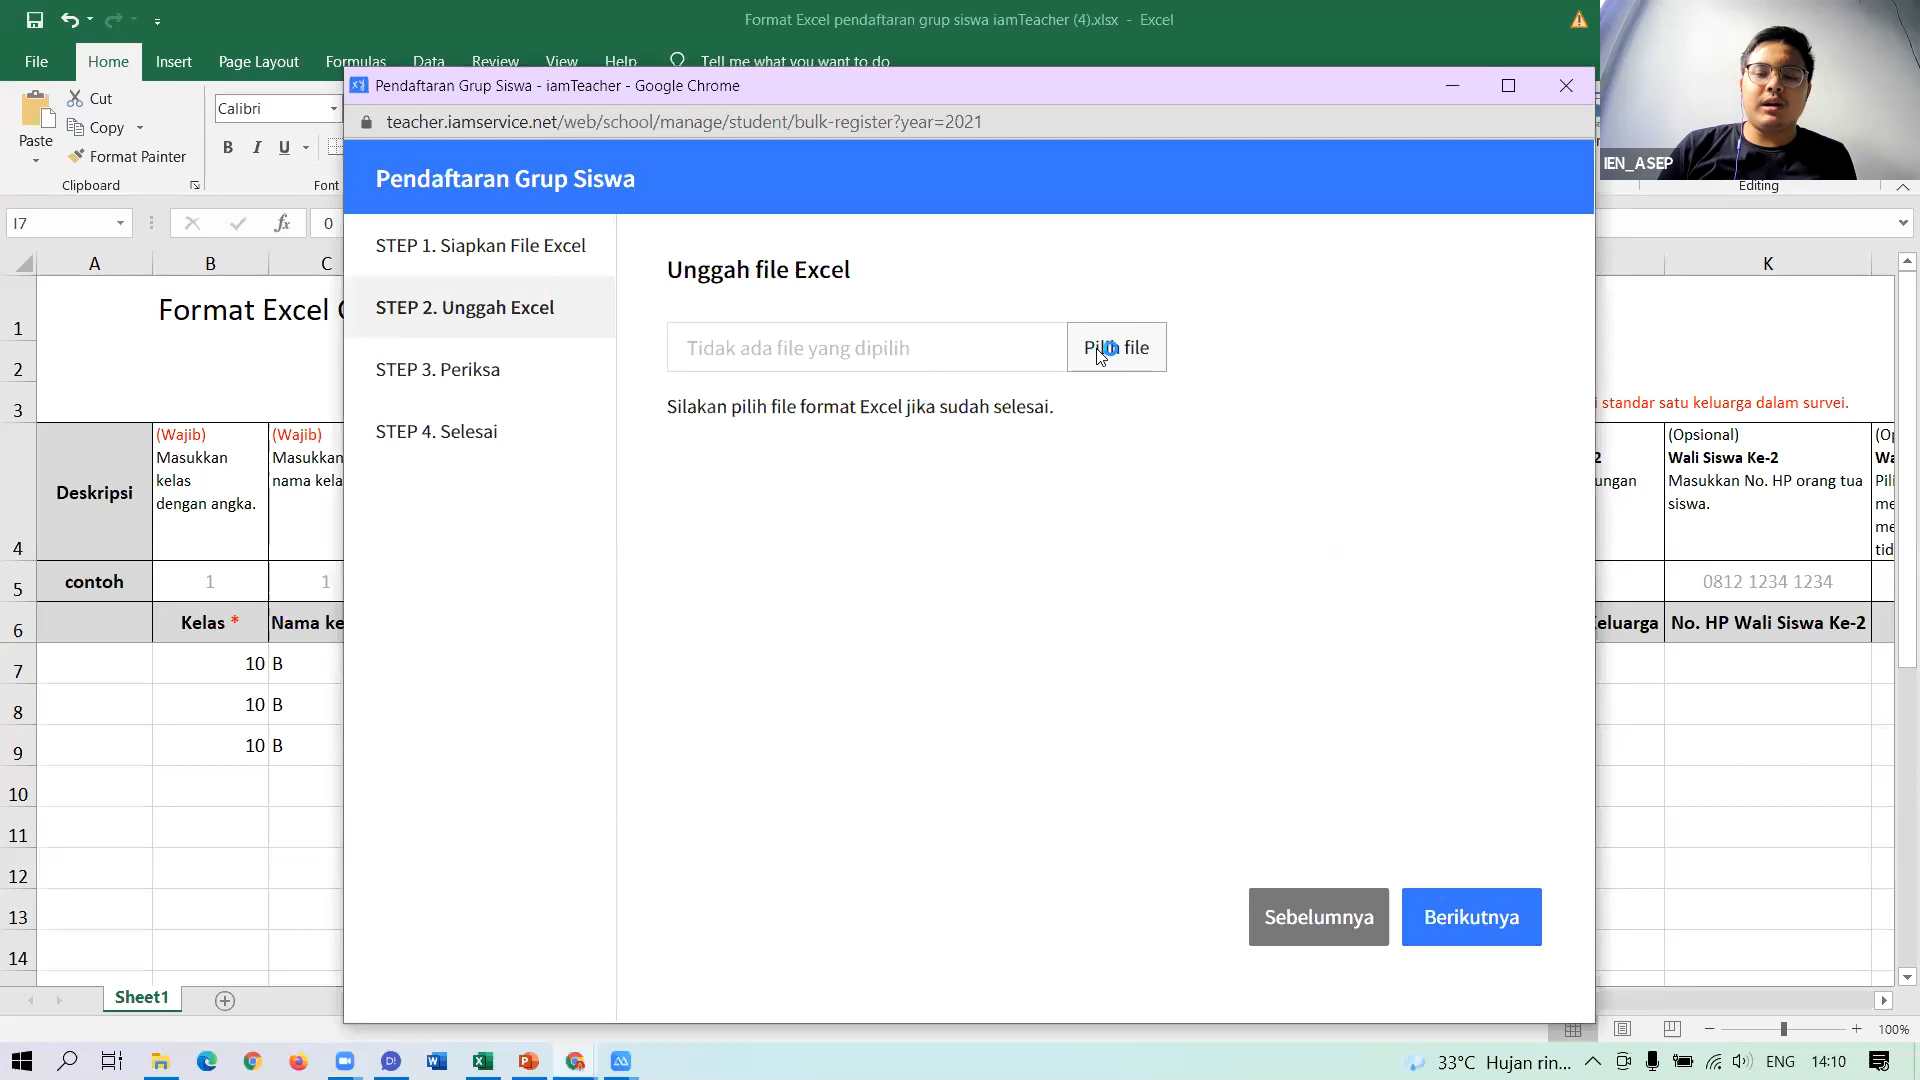 Format Excel pendaftaran grup siswa iamTeacher (4).xlsx - Excel
File Home Insert Page Layout Formulas Data Review View Help Tell me what you want to do
Paste
Cut
Copy
Format Painter
Clipboard
Calibri
B I U
Font
Editing
IEN_ASEP
I7
fx
0
Pendaftaran Grup Siswa - iamTeacher - Google Chrome
teacher.iamservice.net/web/school/manage/student/bulk-register?year=2021
Pendaftaran Grup Siswa
STEP 1. Siapkan File Excel
STEP 2. Unggah Excel
STEP 3. Periksa
STEP 4. Selesai
Unggah file Excel
Tidak ada file yang dipilih
Pilih file
Silakan pilih file format Excel jika sudah selesai.
Sebelumnya
Berikutnya
A B C K
1
2
3
4
5
6
7
8
9
10
11
12
13
14
Format Excel
standar satu keluarga dalam survei.
Deskripsi
(Wajib)
Masukkan
kelas
dengan angka.
(Wajib)
Masukkan
nama kela
2
ungan
(Opsional)
Wali Siswa Ke-2
Masukkan No. HP orang tua
siswa.
(O
Wa
Pil
me
me
tid
contoh 1 1 0812 1234 1234
Kelas * Nama ke eluarga No. HP Wali Siswa Ke-2
10 B
10 B
10 B
Sheet1
100%
33°C Hujan rin... ENG 14:10